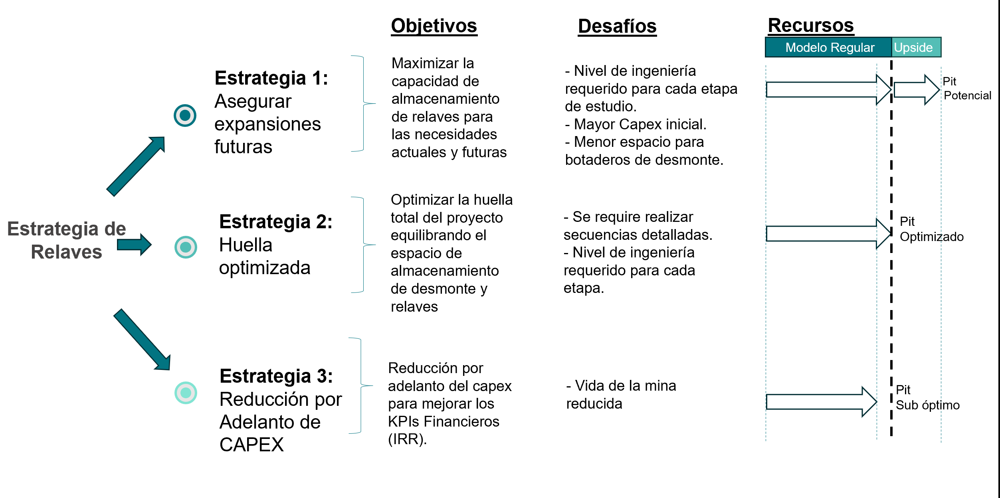 Objetivos
Desafíos
Recursos
Modelo Regular
Upside
Estrategia de
Relaves
Estrategia 1:
Asegurar
expansiones
futuras
Maximizar la
capacidad de
almacenamiento
de relaves para
las necesidades
actuales y futuras
- Nivel de ingeniería
requerido para cada etapa
de estudio.
- Mayor Capex inicial.
- Menor espacio para
botaderos de desmonte.
Pit
Potencial
Estrategia 2:
Huella
optimizada
Optimizar la huella
total del proyecto
equilibrando el
espacio de
almacenamiento
de desmonte y
relaves
- Se require realizar
secuencias detalladas.
- Nivel de ingeniería
requerido para cada
etapa.
Pit
Optimizado
Estrategia 3:
Reducción por
Adelanto de
CAPEX
Reducción por
adelanto del capex
para mejorar los
KPIs Financieros
(IRR).
- Vida de la mina
reducida
Pit
Sub óptimo